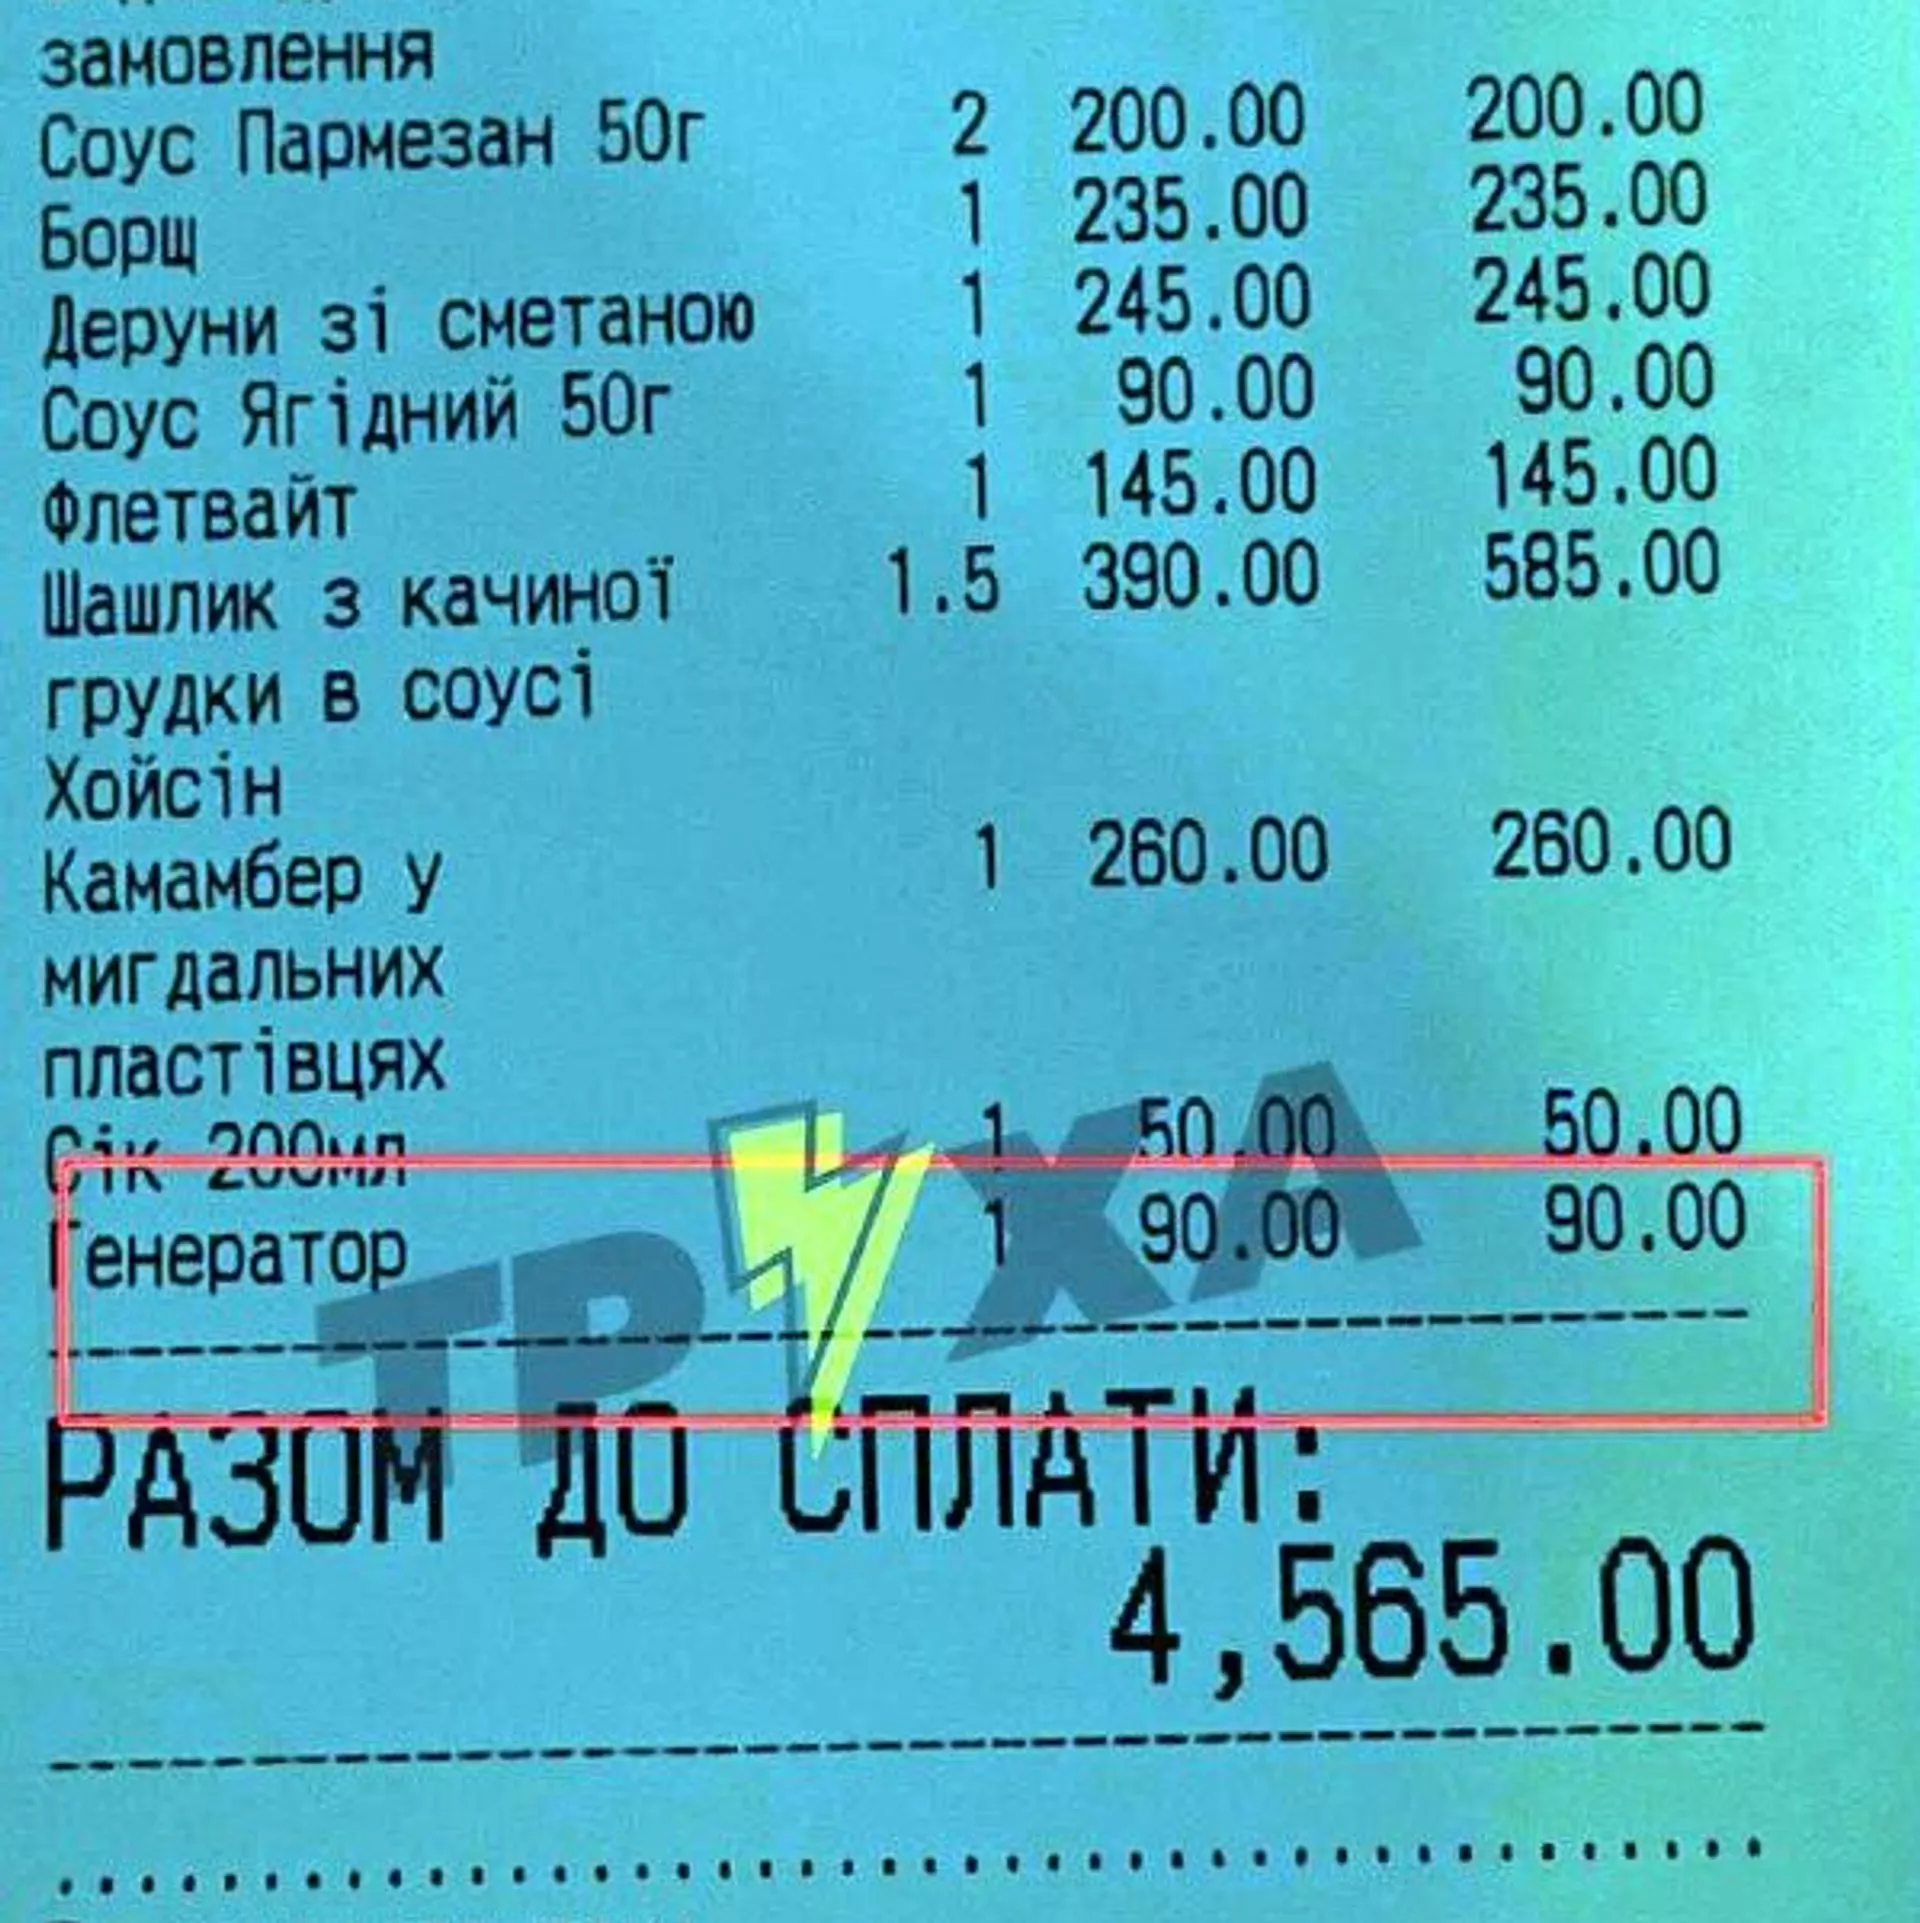 замовлення
Соус Пармезан 50г 2 200.00 200.00
Борщ 1 235.00 235.00
Деруни зі сметаною 1 245.00 245.00
Соус Ягідний 50г 1 90.00 90.00
Флетвайт 1 145.00 145.00
Шашлик з качиної 1.5 390.00 585.00
грудки в соусі
Хойсін
Камамбер у 1 260.00 260.00
мигдальних
пластівцях
Сік 200мл 1 50.00 50.00
Генератор 1 90.00 90.00
ТРУХА
РАЗОМ ДО СПЛАТИ:
4,565.00